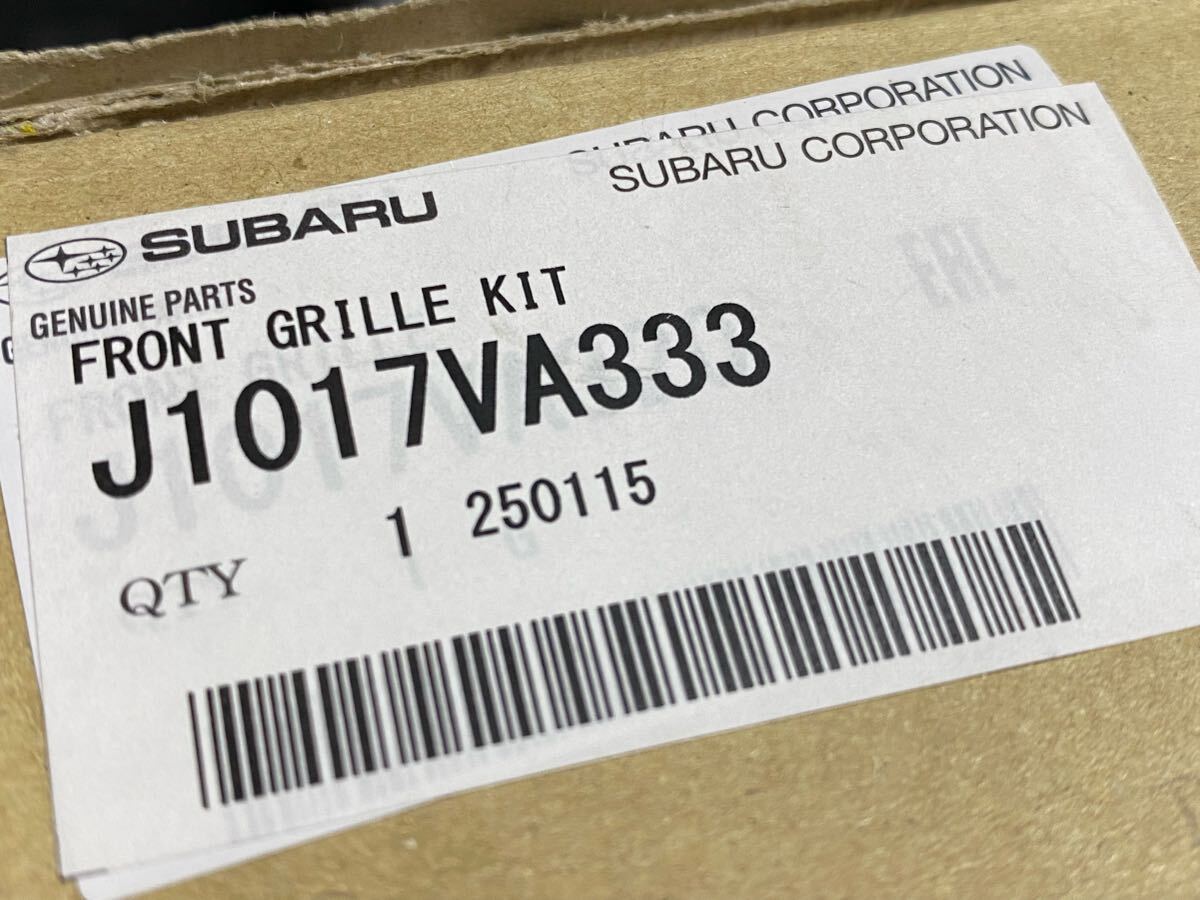 SUBARU CORPORATION
SUBARU CORPORATION
SUBARU
GENUINE PARTS
FRONT GRILLE KIT
J1017VA333
1 250115
QTY